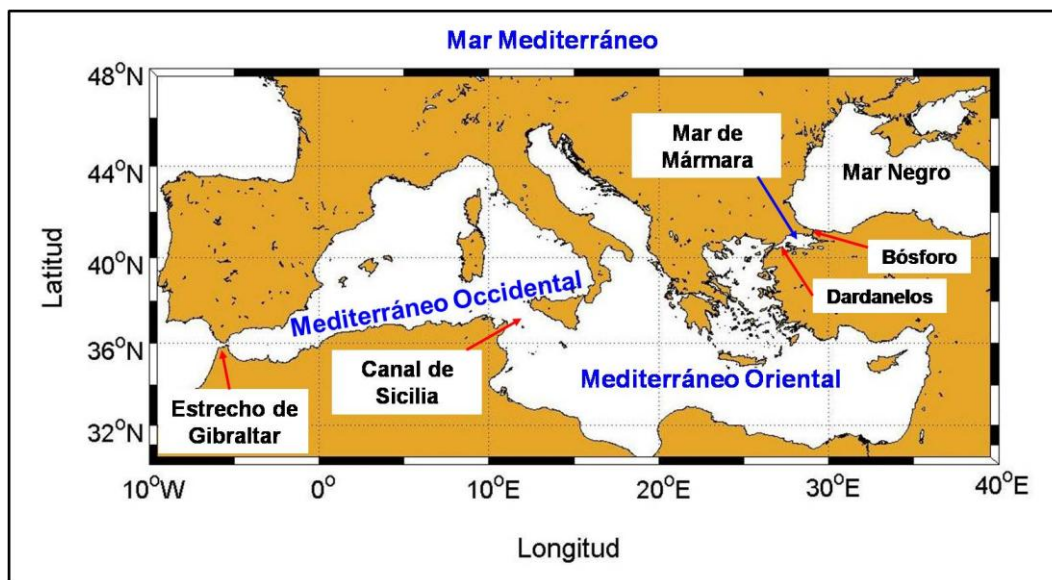 Mar Mediterráneo
48°N
44°N
40°N
36°N
32°N
Latitud
Mar de
Mármara
Mar Negro
Bósforo
Dardanelos
Mediterráneo Occidental
Canal de
Sicilia
Mediterráneo Oriental
Estrecho de
Gibraltar
10°W 0° 10°E 20°E 30°E 40°E
Longitud